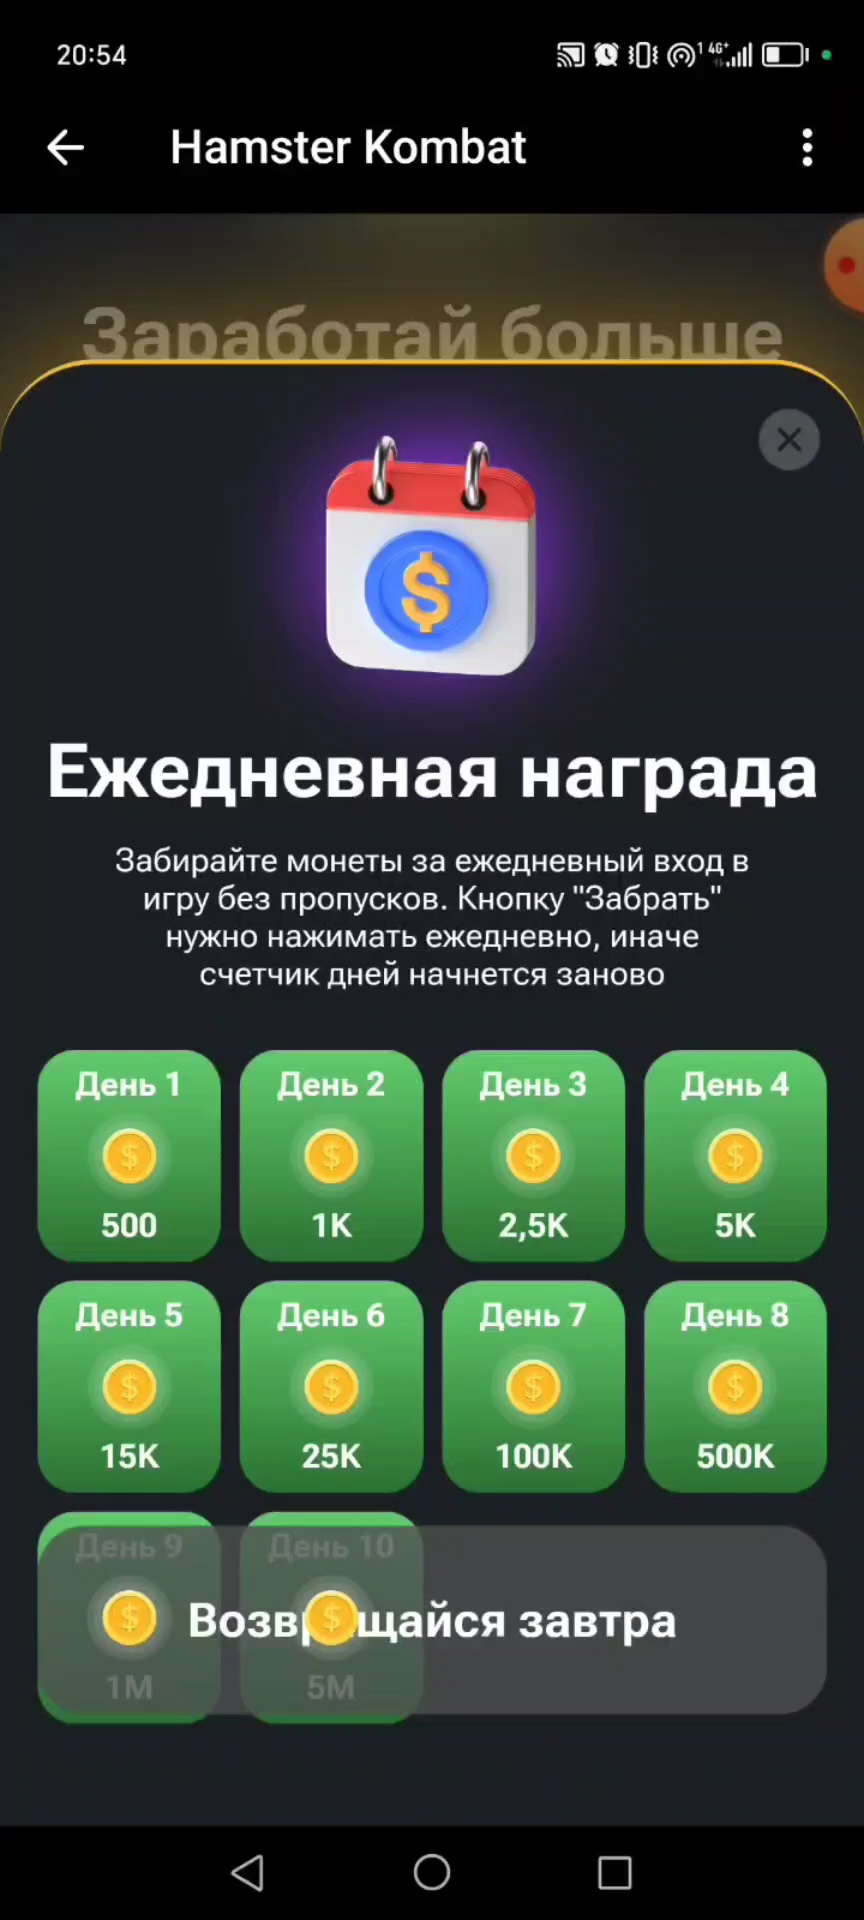 20:54
1 4G+
Hamster Kombat
Заработай больше
$
Ежедневная награда
Забирайте монеты за ежедневный вход в
игру без пропусков. Кнопку "Забрать"
нужно нажимать ежедневно, иначе
счетчик дней начнется заново
День 1 День 2 День 3 День 4
$ $ $ $
500 1K 2,5K 5K
День 5 День 6 День 7 День 8
$ $ $ $
15K 25K 100K 500K
День 9 День 10
$ $
Возвращайся завтра
1M 5M